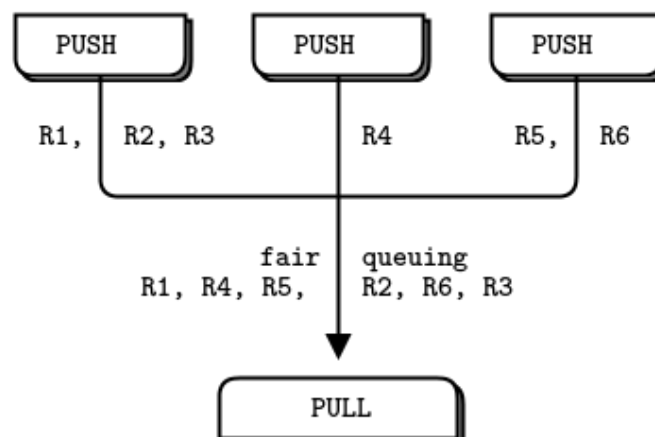 PUSH PUSH PUSH
R1, R2, R3 R4 R5, R6
fair queuing
R1, R4, R5, R2, R6, R3
PULL